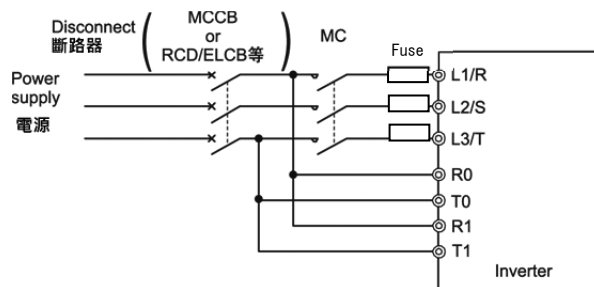 Disconnect
斷路器
(MCCB
or
RCD/ELCB等)
MC
Fuse
Power
supply
電源
L1/R
L2/S
L3/T
R0
T0
R1
T1
Inverter